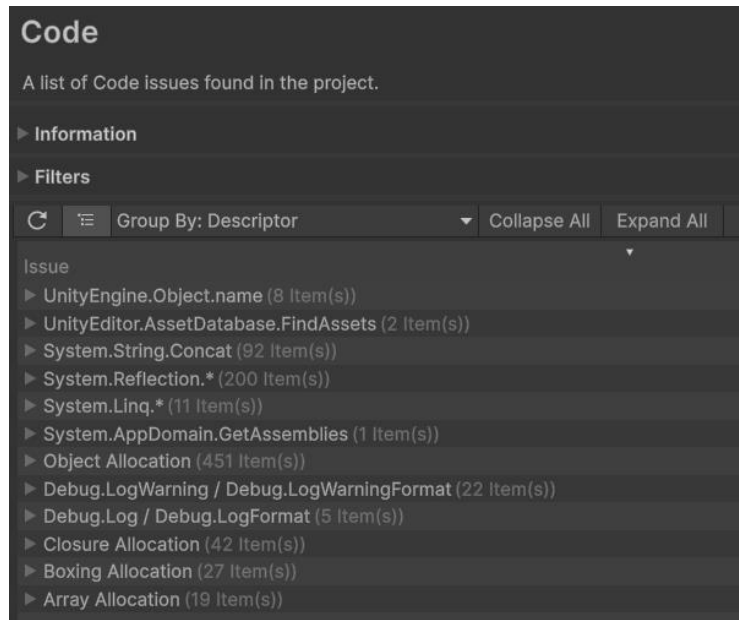 Code
A list of Code issues found in the project.
Information
Filters
Group By: Descriptor Collapse All Expand All
Issue
UnityEngine.Object.name (8 Item(s))
UnityEditor.AssetDatabase.FindAssets (2 Item(s))
System.String.Concat (92 Item(s))
System.Reflection.* (200 Item(s))
System.Linq.* (11 Item(s))
System.AppDomain.GetAssemblies (1 Item(s))
Object Allocation (451 Item(s))
Debug.LogWarning / Debug.LogWarningFormat (22 Item(s))
Debug.Log / Debug.LogFormat (5 Item(s))
Closure Allocation (42 Item(s))
Boxing Allocation (27 Item(s))
Array Allocation (19 Item(s))